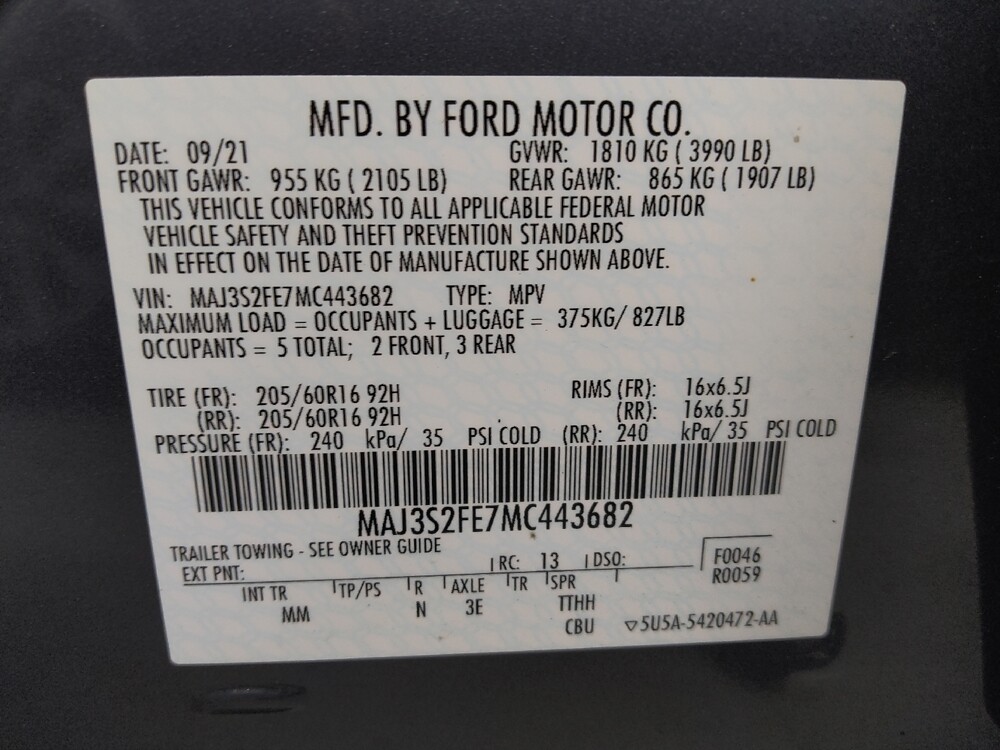 MFD. BY FORD MOTOR CO.
DATE: 09/21 GVWR: 1810 KG ( 3990 LB)
FRONT GAWR: 955 KG ( 2105 LB) REAR GAWR: 865 KG ( 1907 LB)
THIS VEHICLE CONFORMS TO ALL APPLICABLE FEDERAL MOTOR
VEHICLE SAFETY AND THEFT PREVENTION STANDARDS
IN EFFECT ON THE DATE OF MANUFACTURE SHOWN ABOVE.
VIN: MAJ3S2FE7MC443682 TYPE: MPV
MAXIMUM LOAD = OCCUPANTS + LUGGAGE = 375KG/ 827LB
OCCUPANTS = 5 TOTAL; 2 FRONT, 3 REAR
TIRE (FR): 205/60R16 92H RIMS (FR): 16x6.5J
(RR): 205/60R16 92H (RR): 16x6.5J
PRESSURE (FR): 240 kPa/ 35 PSI COLD (RR): 240 kPa/ 35 PSI COLD
MAJ3S2FE7MC443682
TRAILER TOWING - SEE OWNER GUIDE
EXT PNT: RC: 13 DSO: F0046
R0059
INT TR TP/PS R AXLE TR SPR
MM N 3E TTHH
CBU ▽5U5A-5420472-AA